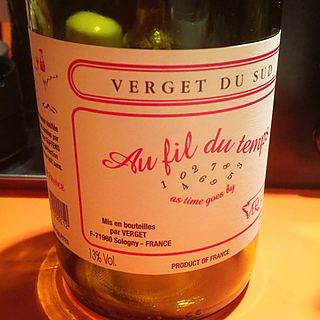 VERGET DU SUD
Au fil du temps
1 0 2 7 8 3
4 6 9 5
as time goes by
Mis en bouteilles
par VERGET
F-71960 Sologny - FRANCE
13% Vol.
PRODUCT OF FRANCE